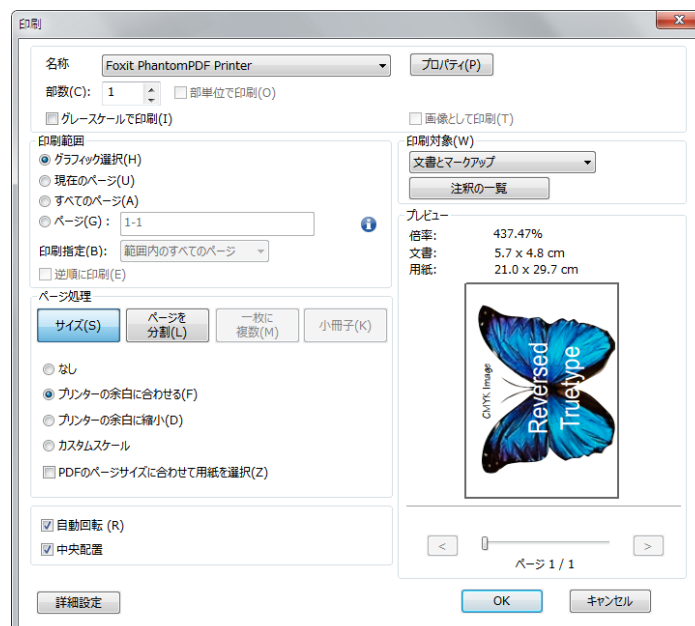 印刷
名称 Foxit PhantomPDF Printer プロパティ(P)
部数(C): 1 部単位で印刷(O)
グレースケールで印刷(I) 画像として印刷(T)
印刷範囲
グラフィック選択(H)
現在のページ(U)
すべてのページ(A)
ページ(G) : 1-1
印刷指定(B): 範囲内のすべてのページ
逆順に印刷(E)
印刷対象(W)
文書とマークアップ
注釈の一覧
ページ処理
サイズ(S)
ページを
分割(L)
一枚に
複数(M)
小冊子(K)
なし
プリンターの余白に合わせる(F)
プリンターの余白に縮小(D)
カスタムスケール
PDFのページサイズに合わせて用紙を選択(Z)
自動回転 (R)
中央配置
プレビュー
倍率: 437.47%
文書: 5.7 x 4.8 cm
用紙: 21.0 x 29.7 cm
CMYK Image
Reversed
Truetype
< >
ページ 1 / 1
詳細設定 OK キャンセル